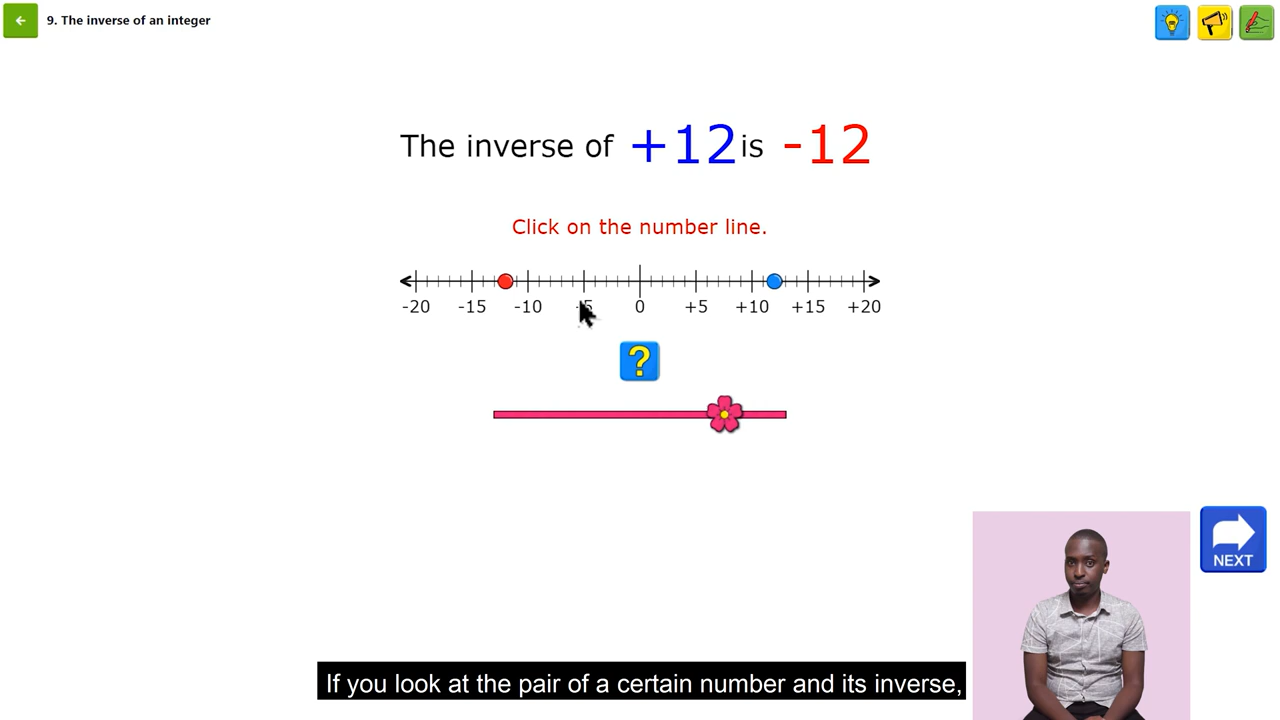 9. The inverse of an integer
The inverse of +12 is -12
Click on the number line.
-20 -15 -10 -5 0 +5 +10 +15 +20
?
NEXT
If you look at the pair of a certain number and its inverse,